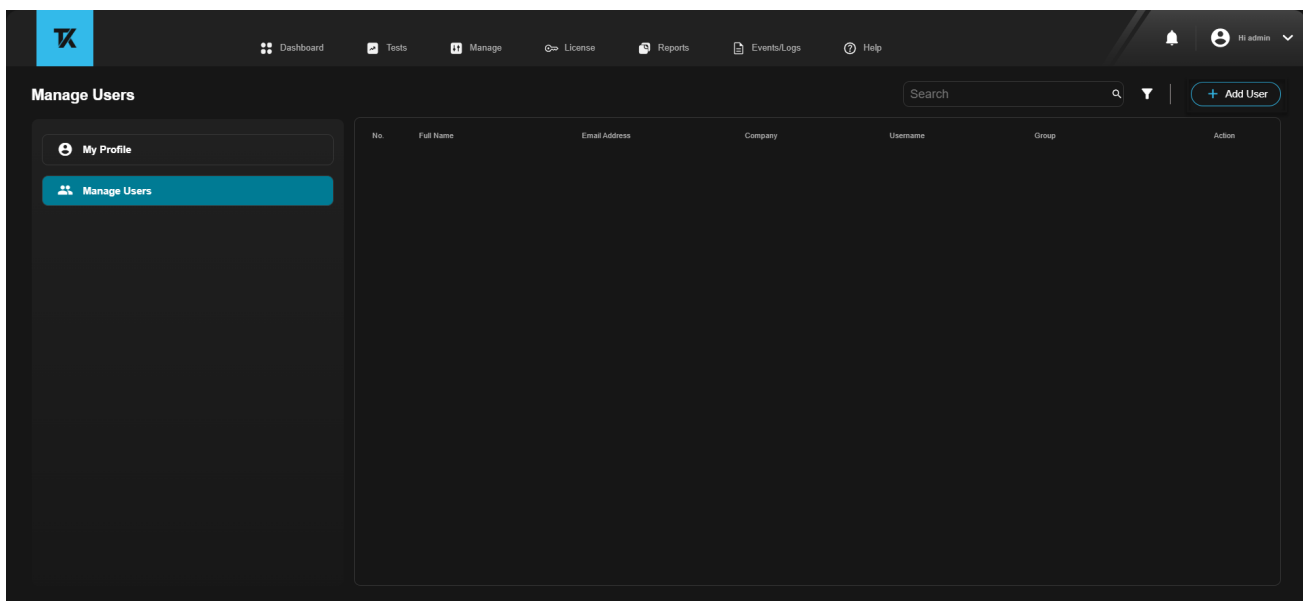 TK
Dashboard Tests Manage License Reports Events/Logs Help Hi admin
Manage Users Search Add User
My Profile
Manage Users
No. Full Name Email Address Company Username Group Action